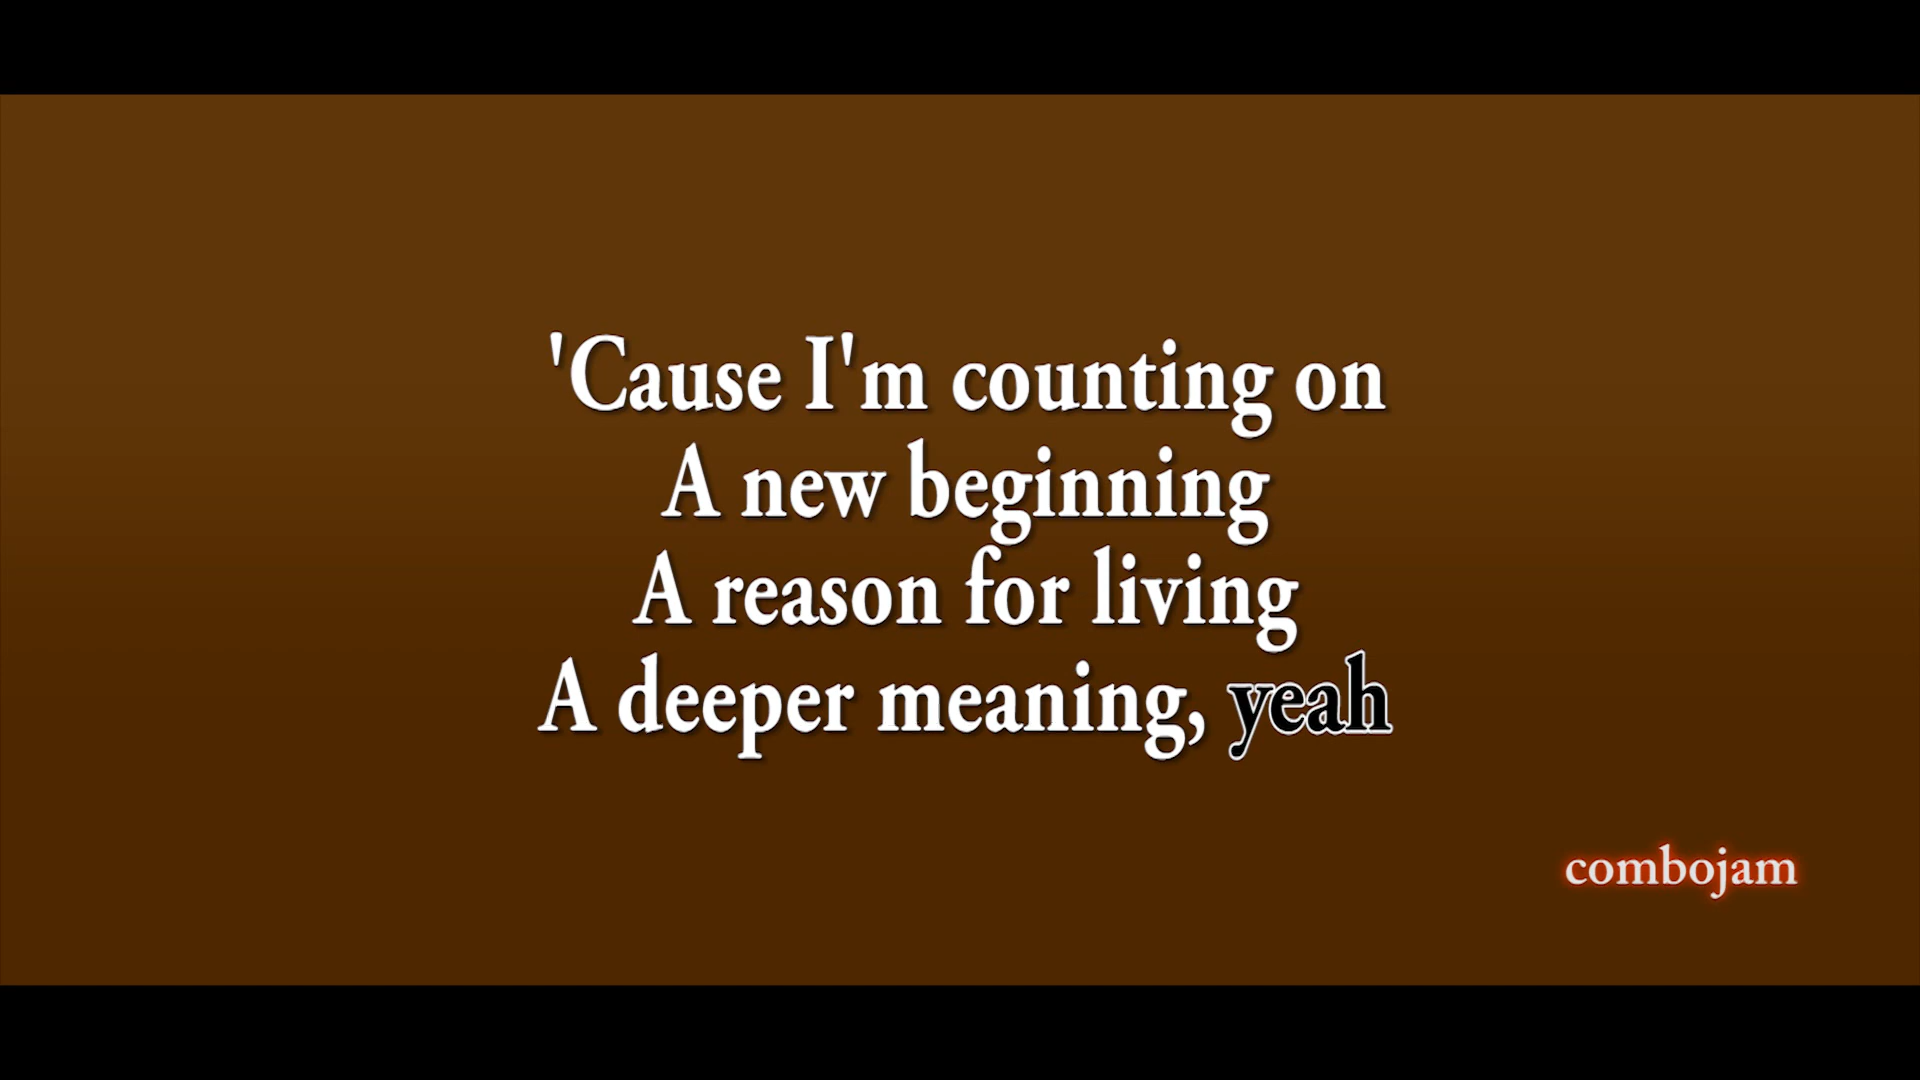 'Cause I'm counting on
A new beginning
A reason for living
A deeper meaning, yeah
combojam